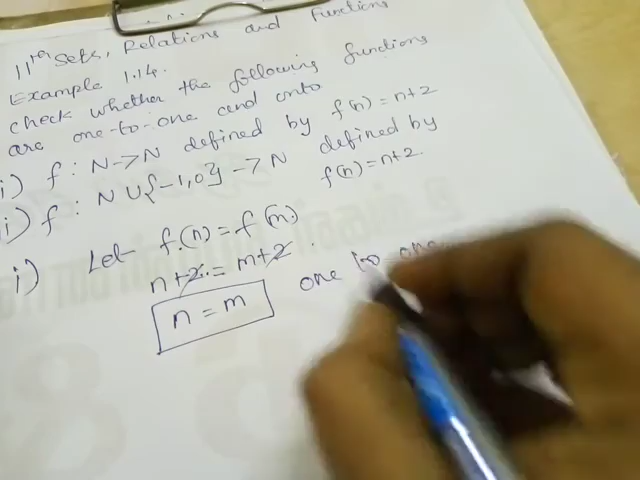 11th Sets, Relations and Functions
Example 1.14.
check whether the following functions
are one-to-one and onto
i) f : N -> N defined by f(n) = n+2
ii) f : N ∪ {-1,0} -> N defined by
f(n) = n+2.
i) Let f(n) = f(m)
n+2 = m+2.
n = m
one to one